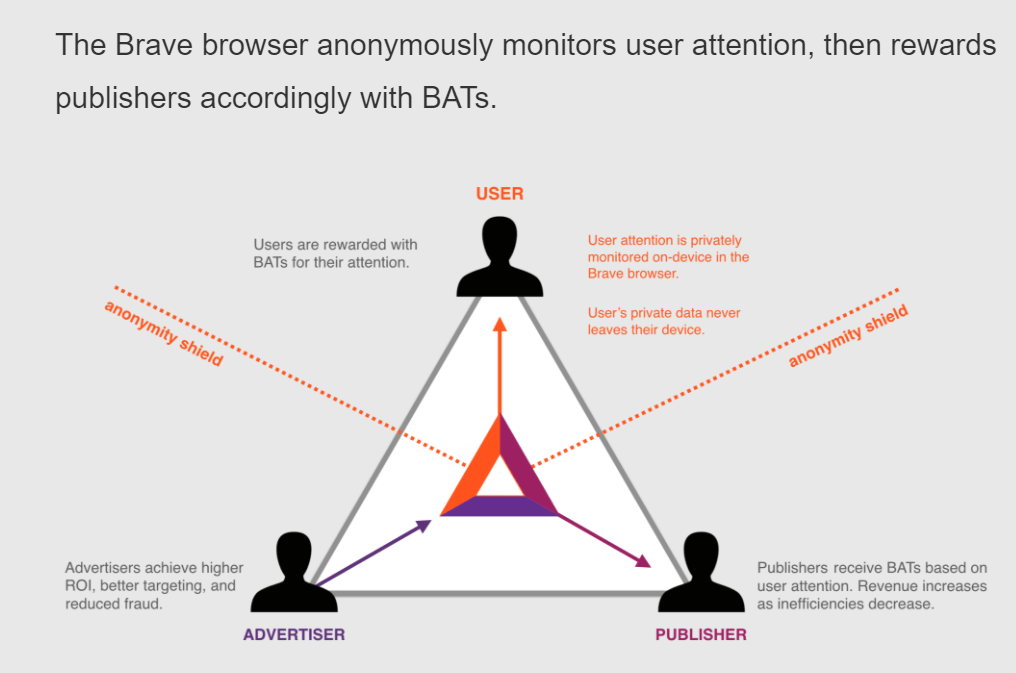 The Brave browser anonymously monitors user attention, then rewards
publishers accordingly with BATs.
USER
Users are rewarded with
BATs for their attention.
User attention is privately
monitored on-device in the
Brave browser.
User's private data never
leaves their device.
anonymity shield
anonymity shield
Advertisers achieve higher
ROI, better targeting, and
reduced fraud.
ADVERTISER
Publishers receive BATs based on
user attention. Revenue increases
as inefficiencies decrease.
PUBLISHER